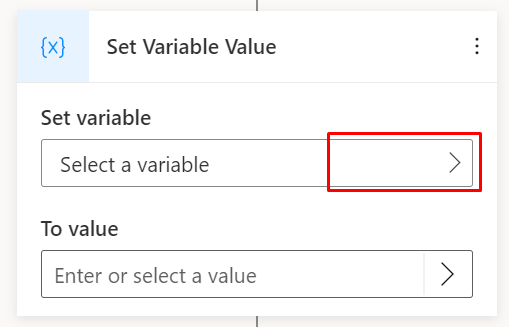 {x} Set Variable Value
Set variable
Select a variable
To value
Enter or select a value